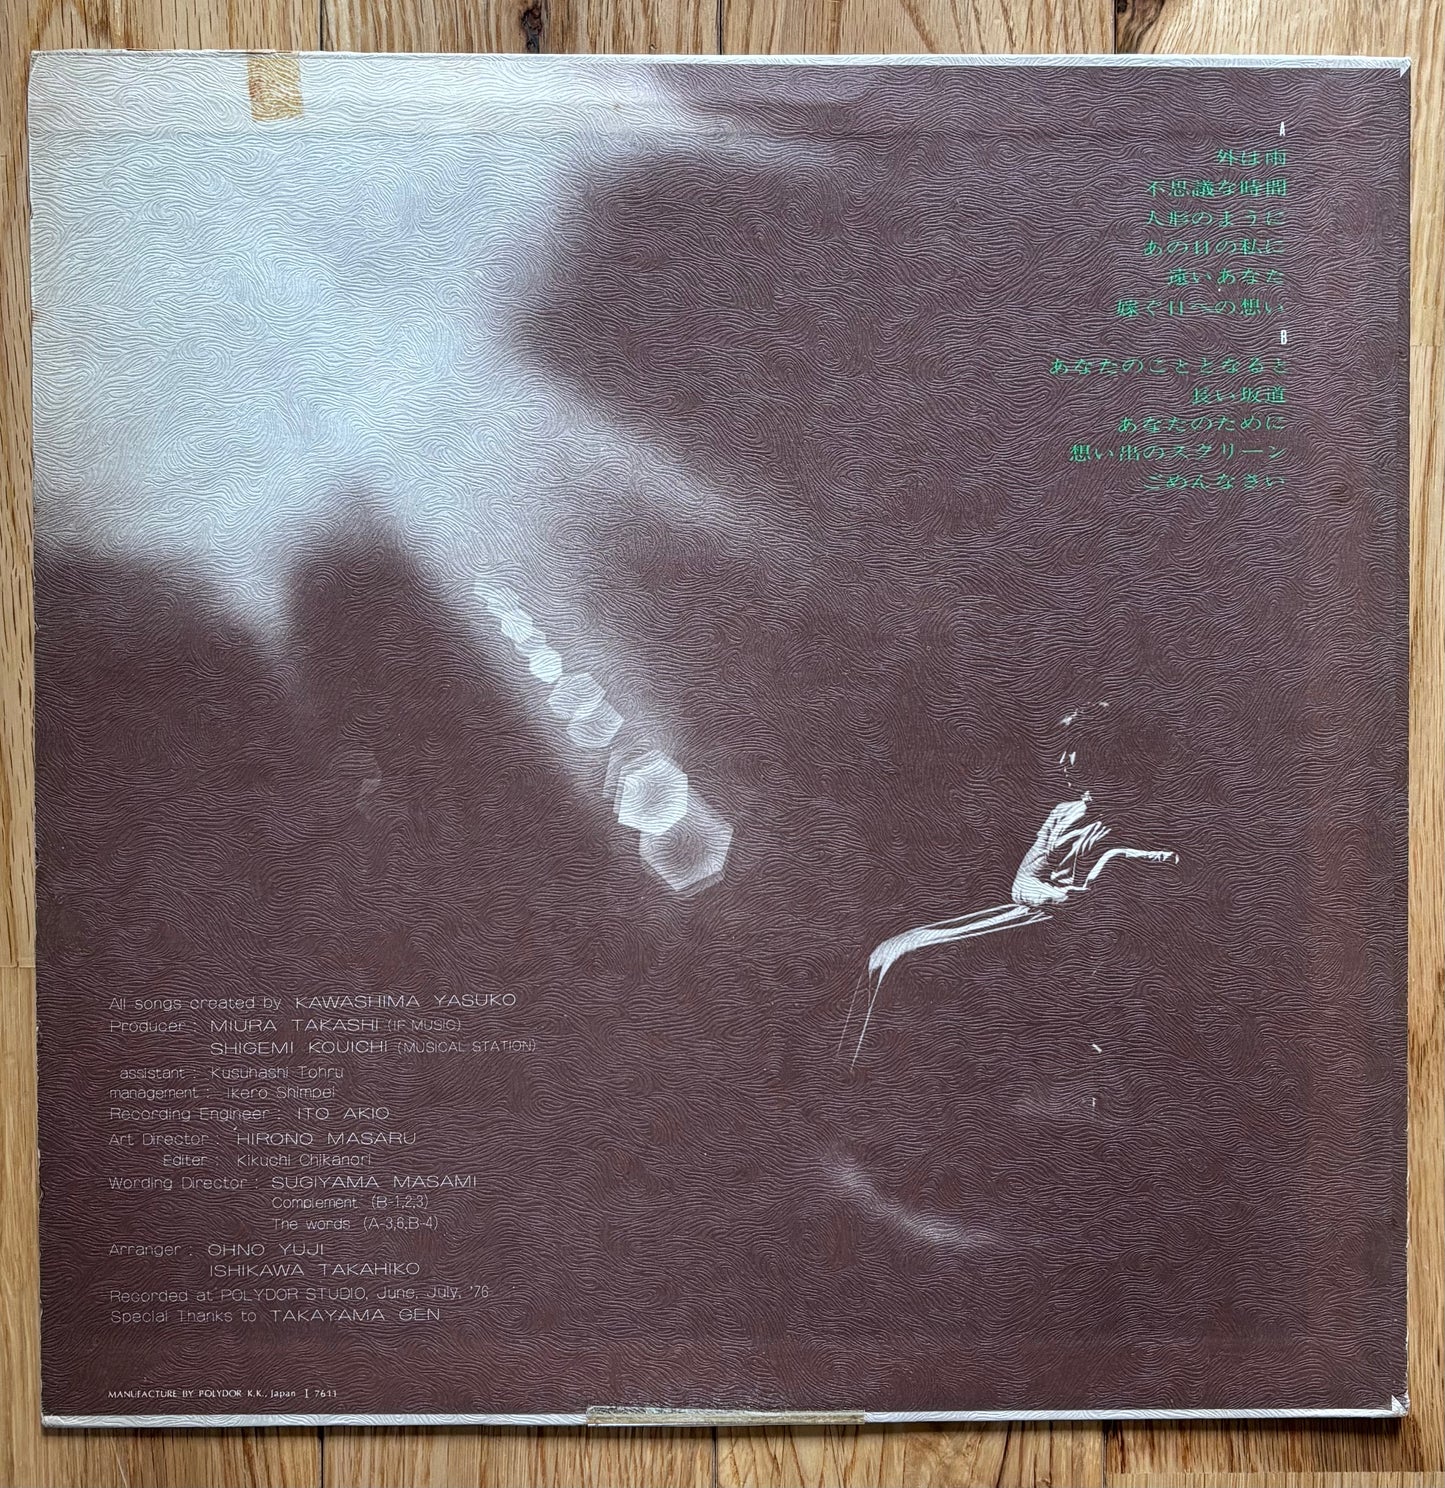 A
外は雨
不思議な時間
人形のように
あの日の私に
遠いあなた
嫁ぐ日への想い
B
あなたのこととなると
長い坂道
あなたのために
想い出のスクリーン
ごめんなさい
All songs created by KAWASHIMA YASUKO
Producer : MIURA TAKASHI (IF MUSIC)
SHIGEMI KOUICHI (MUSICAL STATION)
assistant : Kusuhashi Tohru
management : Ikero Shimpei
Recording Engineer : ITO AKIO
Art Director : HIRONO MASARU
Editer : Kikuchi Chikanori
Wording Director : SUGIYAMA MASAMI
Complement (B-1,2,3)
The words (A-3,6,B-4)
Arranger : OHNO YUJI
ISHIKAWA TAKAHIKO
Recorded at POLYDOR STUDIO, June, July, '76
Special Thanks to TAKAYAMA GEN
MANUFACTURE BY POLYDOR K.K., Japan I 7611